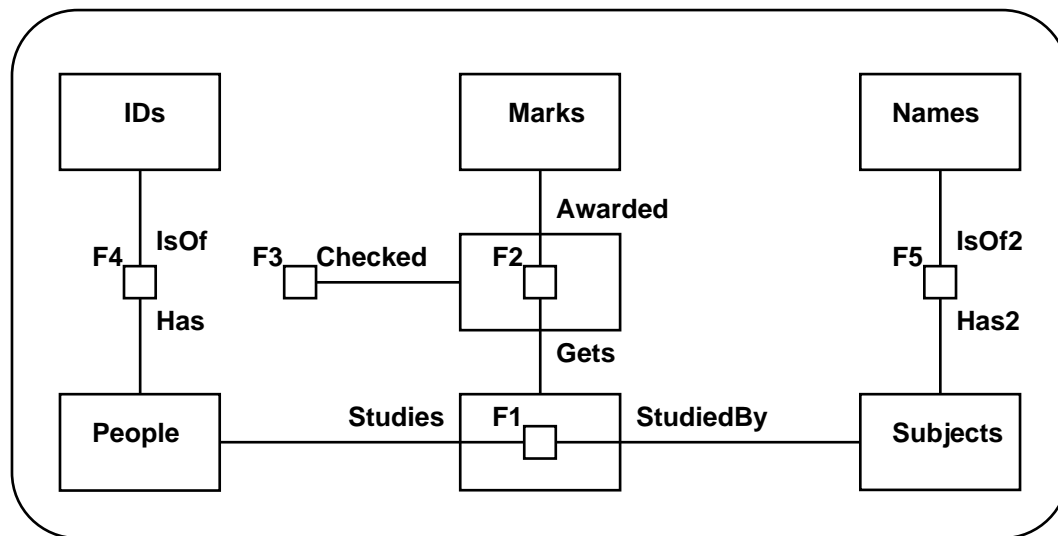 IDs
Marks
Names
Awarded
IsOf
F4
F3
Checked
F2
IsOf2
F5
Has
Gets
Has2
People
Studies
F1
StudiedBy
Subjects